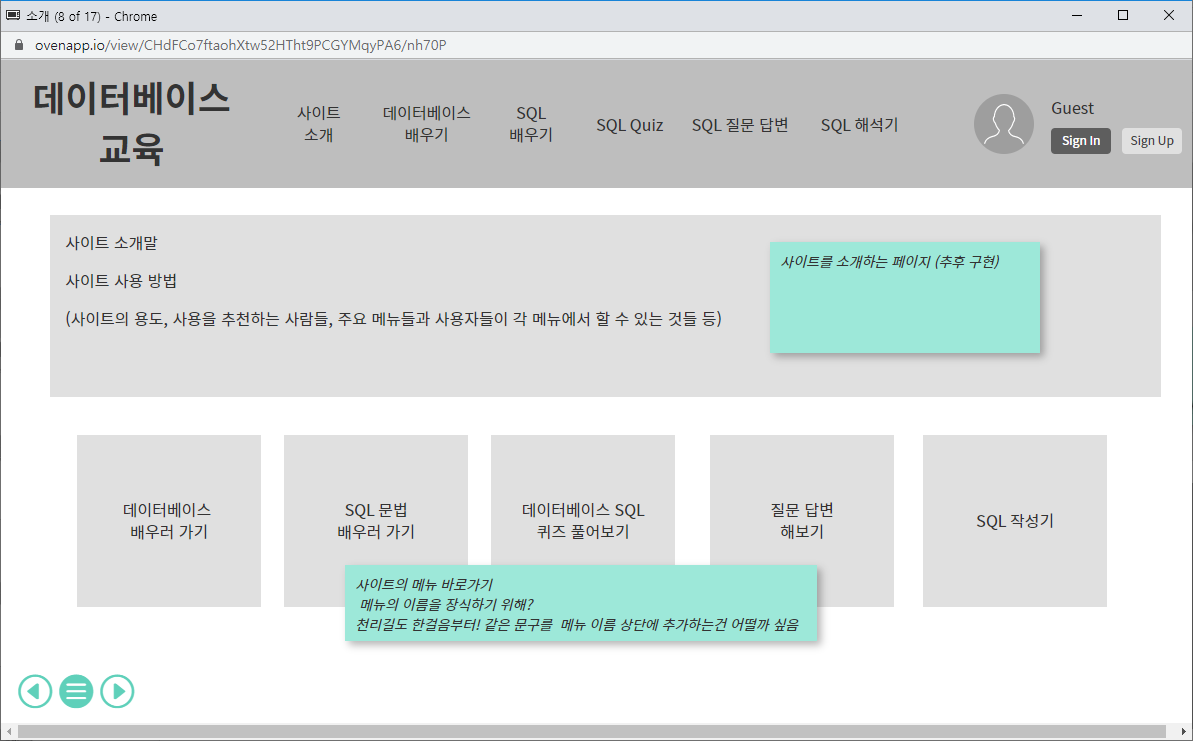 소개 (8 of 17) - Chrome
ovenapp.io/view/CHdFCo7ftaohXtw52HTht9PCGYMqyPA6/nh70P
데이터베이스
교육
사이트
소개
데이터베이스
배우기
SQL
배우기
SQL Quiz
SQL 질문 답변
SQL 해석기
Guest
Sign In
Sign Up
사이트 소개말
사이트 사용 방법
(사이트의 용도, 사용을 추천하는 사람들, 주요 메뉴들과 사용자들이 각 메뉴에서 할 수 있는 것들 등)
사이트를 소개하는 페이지 (추후 구현)
데이터베이스
배우러 가기
SQL 문법
배우러 가기
데이터베이스 SQL
퀴즈 풀어보기
질문 답변
해보기
SQL 작성기
사이트의 메뉴 바로가기
메뉴의 이름을 장식하기 위해?
천리길도 한걸음부터! 같은 문구를  메뉴 이름 상단에 추가하는건 어떨까 싶음